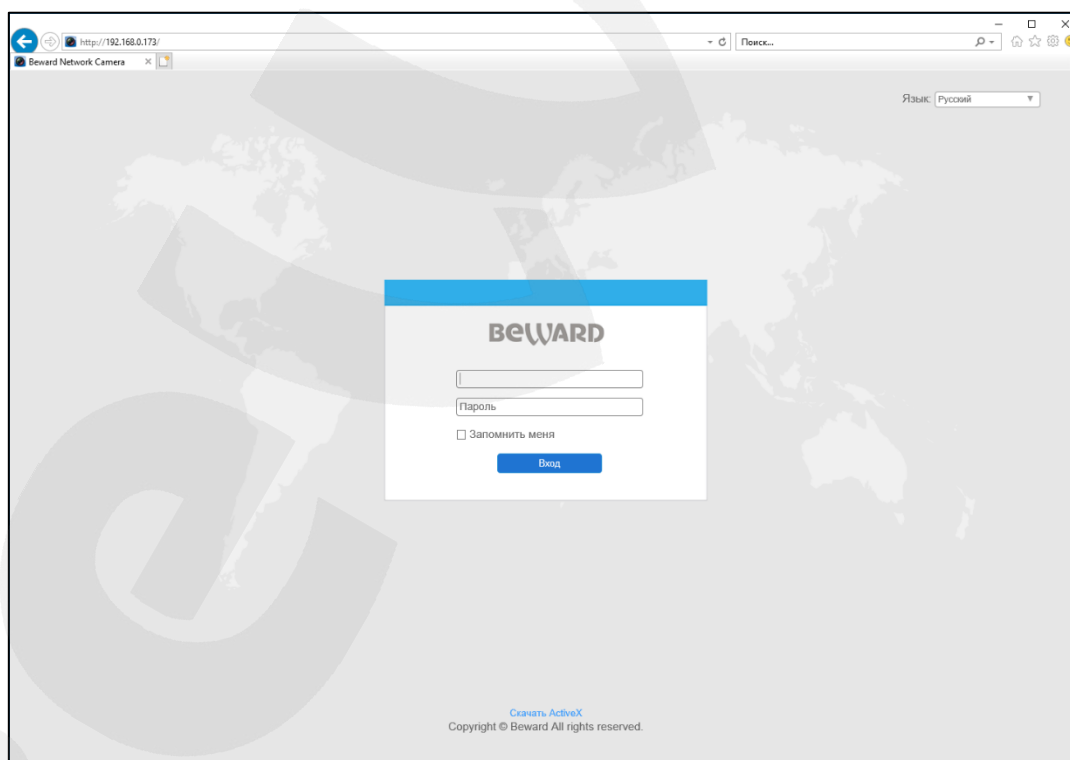 http://192.168.0.173/
Поиск...
Beward Network Camera
Язык: Русский
BEWARD
Пароль
Запомнить меня
Вход
Скачать ActiveX
Copyright © Beward All rights reserved.